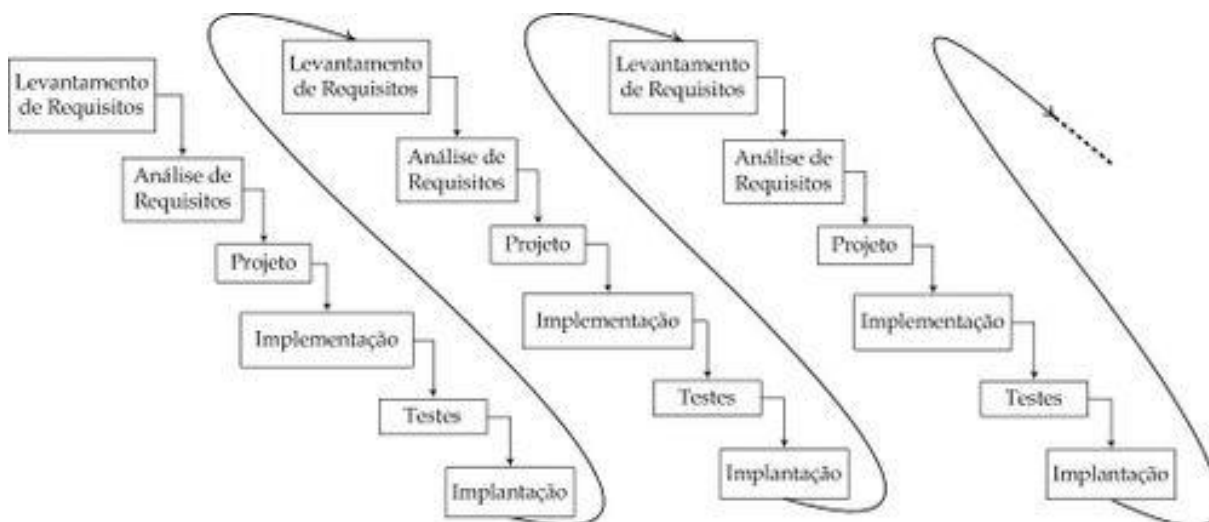 Levantamento
de Requisitos
Análise de
Requisitos
Projeto
Implementação
Testes
Implantação
Levantamento
de Requisitos
Análise de
Requisitos
Projeto
Implementação
Testes
Implantação
Levantamento
de Requisitos
Análise de
Requisitos
Projeto
Implementação
Testes
Implantação